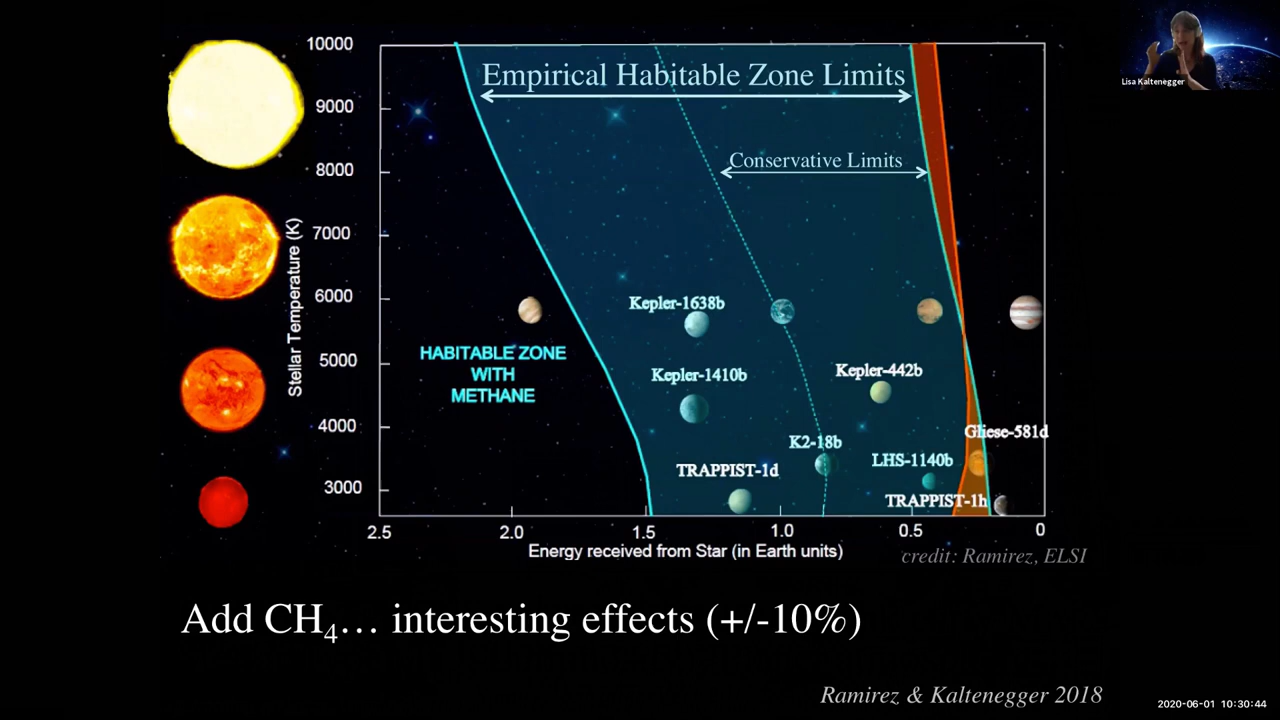 Lisa Kaltenegger
Empirical Habitable Zone Limits
Conservative Limits
10000
9000
8000
7000
6000
5000
4000
3000
Stellar Temperature (K)
Kepler-1638b
HABITABLE ZONE
WITH
METHANE
Kepler-1410b
Kepler-442b
Gliese-581d
K2-18b
LHS-1140b
TRAPPIST-1d
TRAPPIST-1h
2.5 2.0 1.5 1.0 0.5 0
Energy received from Star (in Earth units)
credit: Ramirez, ELSI
Add CH₄… interesting effects (+/-10%)
Ramirez & Kaltenegger 2018
2020-06-01 10:30:44